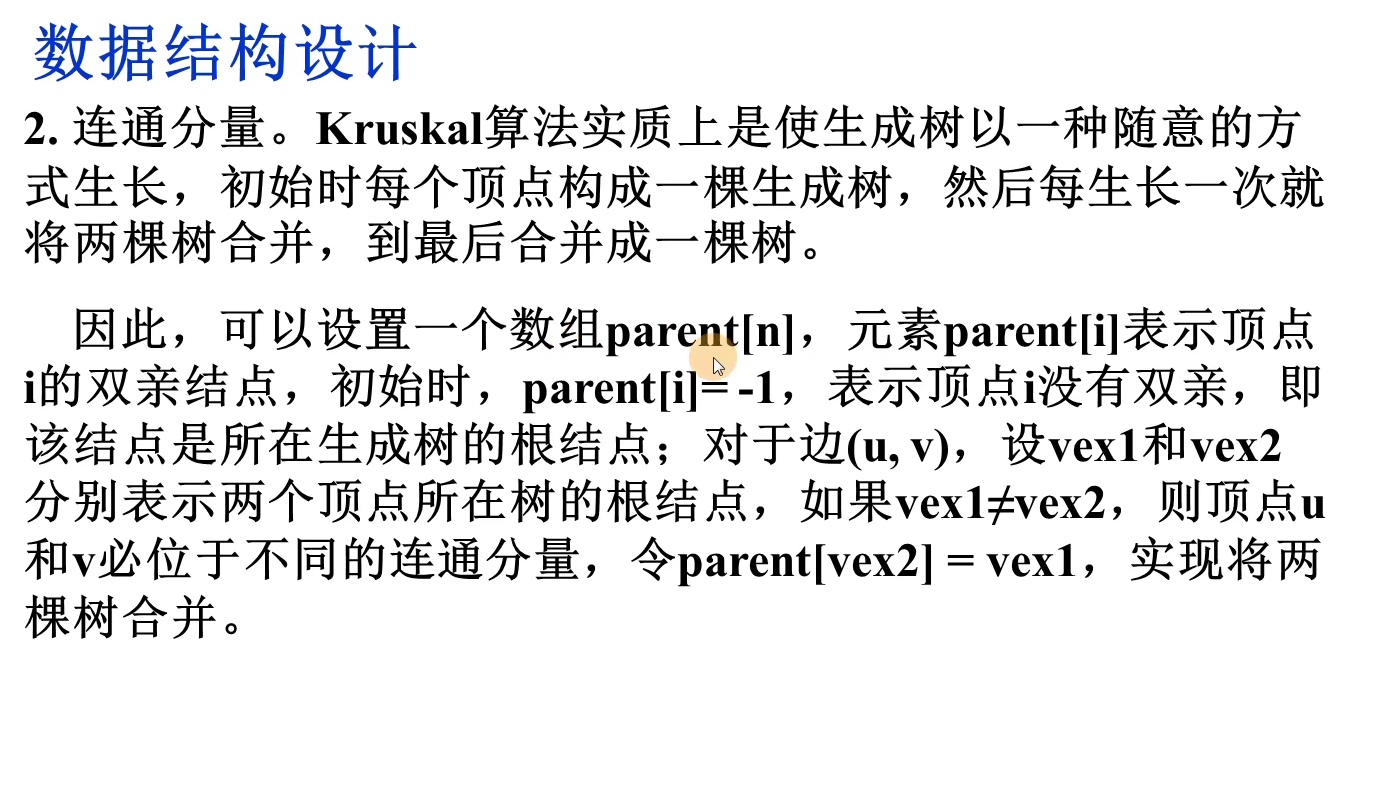 数据结构设计
2. 连通分量。Kruskal算法实质上是使生成树以一种随意的方
式生长，初始时每个顶点构成一棵生成树，然后每生长一次就
将两棵树合并，到最后合并成一棵树。
因此，可以设置一个数组parent[n]，元素parent[i]表示顶点
i的双亲结点，初始时，parent[i]= -1，表示顶点i没有双亲，即
该结点是所在生成树的根结点；对于边(u, v)，设vex1和vex2
分别表示两个顶点所在树的根结点，如果vex1≠vex2，则顶点u
和v必位于不同的连通分量，令parent[vex2] = vex1，实现将两
棵树合并。